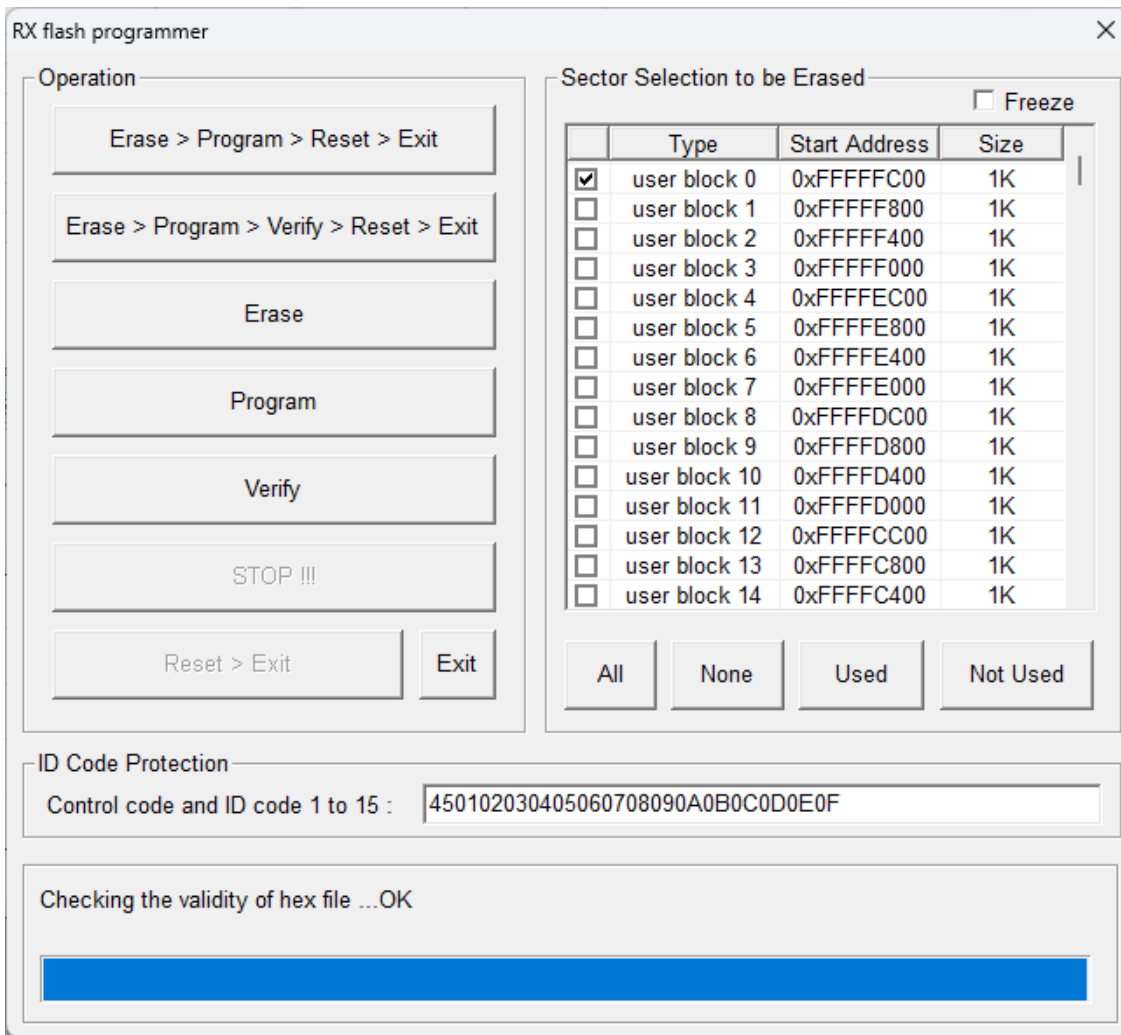 RX flash programmer
Operation
Erase > Program > Reset > Exit
Erase > Program > Verify > Reset > Exit
Erase
Program
Verify
STOP !!!
Reset > Exit
Exit
Sector Selection to be Erased
Freeze
Type Start Address Size
user block 0 0xFFFFFC00 1K
user block 1 0xFFFFF800 1K
user block 2 0xFFFFF400 1K
user block 3 0xFFFFF000 1K
user block 4 0xFFFFEC00 1K
user block 5 0xFFFFE800 1K
user block 6 0xFFFFE400 1K
user block 7 0xFFFFE000 1K
user block 8 0xFFFFDC00 1K
user block 9 0xFFFFD800 1K
user block 10 0xFFFFD400 1K
user block 11 0xFFFFD000 1K
user block 12 0xFFFFCC00 1K
user block 13 0xFFFFC800 1K
user block 14 0xFFFFC400 1K
All
None
Used
Not Used
ID Code Protection
Control code and ID code 1 to 15 : 450102030405060708090A0B0C0D0E0F
Checking the validity of hex file ...OK